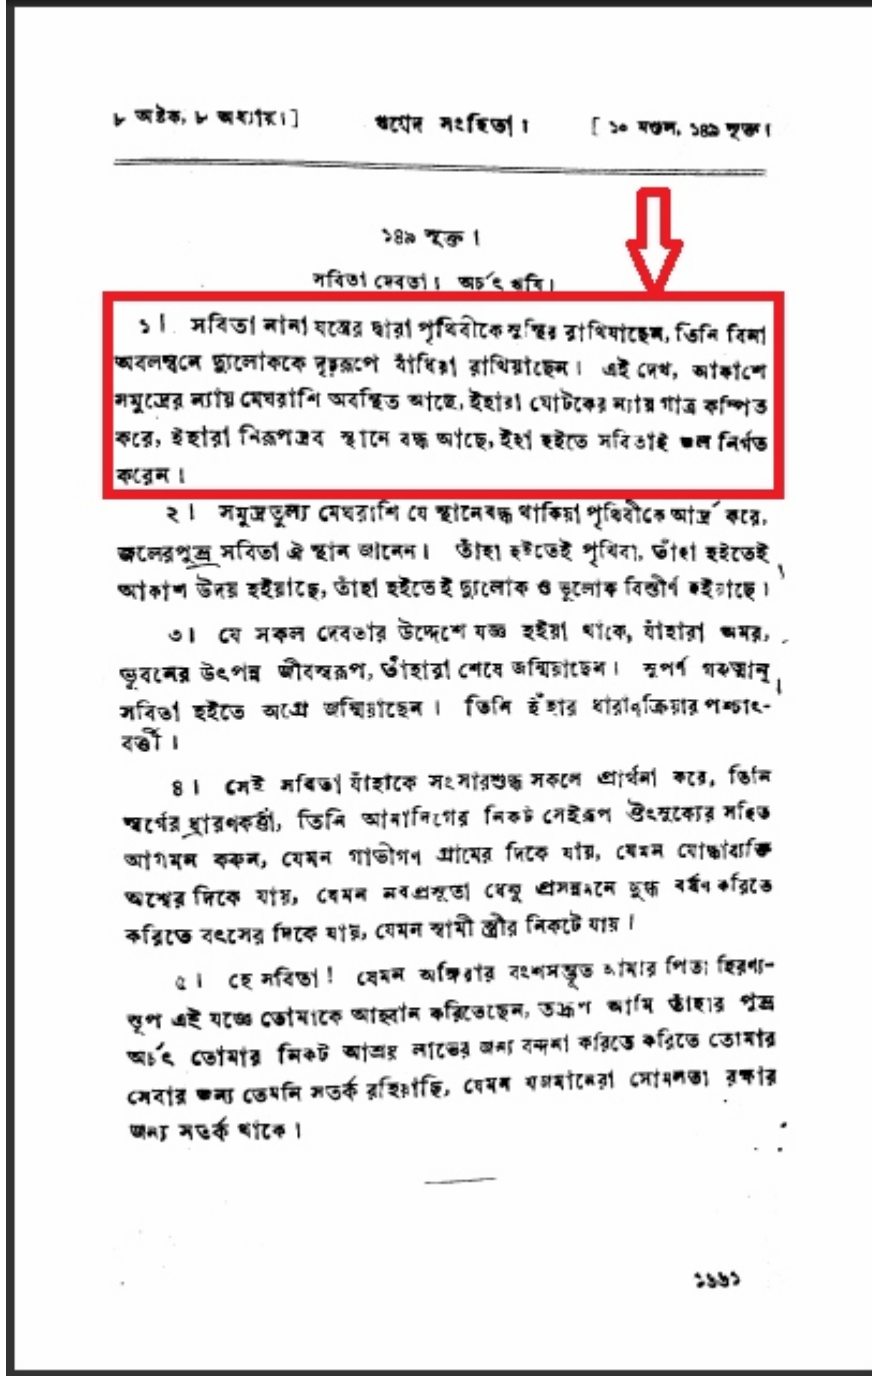 ৮ অষ্টক, ৮ অধ্যায়।] ঋগ্বেদ সংহিতা। [ ১০ মণ্ডল, ১৪৯ সূক্ত।
১৪৯ সূক্ত।
সবিতা দেবতা। অর্চৎ ঋষি।
১। সবিতা নানা যন্ত্রের দ্বারা পৃথিবীকে সুস্থির রাখিয়াছেন, তিনি বিনা
অবলম্বনে দ্যুলোককে দৃঢ়রূপে বাঁধিয়া রাখিয়াছেন। এই দেখ, আকাশে
সমুদ্রের ন্যায় মেঘরাশি অবস্থিত আছে, ইহারা ঘোটকের ন্যায় গাত্র কম্পিত
করে, ইহারা নিরূপদ্রব স্থানে বদ্ধ আছে, ইহা হইতে সবিতাই জল নির্গত
করেন।
২। সমুদ্রতুল্য মেঘরাশি যে স্থানেবদ্ধ থাকিয়া পৃথিবীকে আর্দ্র করে,
জলেরপুত্র সবিতা ঐ স্থান জানেন। তাঁহা হইতেই পৃথিবী, তাঁহা হইতেই
আকাশ উদয় হইয়াছে, তাঁহা হইতেই দ্যুলোক ও ভূলোক বিস্তীর্ণ হইয়াছে।
৩। যে সকল দেবতার উদ্দেশে যজ্ঞ হইয়া থাকে, যাঁহারা অমর,
ভূবনের উৎপন্ন জীবস্বরূপ, তাঁহারা শেষে জন্মিয়াছেন। সুপর্ণ গরুত্মান্
সবিতা হইতে অগ্রে জন্মিয়াছেন। তিনি ইঁহার ধারণক্রিয়ার পশ্চাৎ-
বর্ত্তী।
৪। সেই সবিতা যাঁহাকে সংসারশুদ্ধ সকলে প্রার্থনা করে, তিনি
স্বর্গের ধারণকর্ত্তা, তিনি আমাদিগের নিকট সেইরূপ ঔৎসুক্যের সহিত
আগমন করুন, যেমন গাভীগণ গ্রামের দিকে যায়, যেমন যোদ্ধাব্যক্তি
অশ্বের দিকে যায়, যেমন নবপ্রসূতা ধেনু প্রসন্নমনে দুগ্ধ বর্ষণ করিতে
করিতে বৎসের দিকে যায়, যেমন স্বামী স্ত্রীর নিকটে যায়।
৫। হে সবিতা! যেমন অঙ্গিরার বংশসম্ভূত আমার পিতা হিরণ্য-
স্তূপ এই যজ্ঞে তোমাকে আহ্বান করিতেছেন, তদ্রূপ আমি তাঁহার পুত্র
অর্চৎ তোমার নিকট আশ্রয় লাভের জন্য বন্দনা করিতে করিতে তোমার
সেবার জন্য তেমনি সতর্ক রহিয়াছি, যেমন যজমানেরা সোমলতা রক্ষার
জন্য সতর্ক থাকে।
১৬৬১